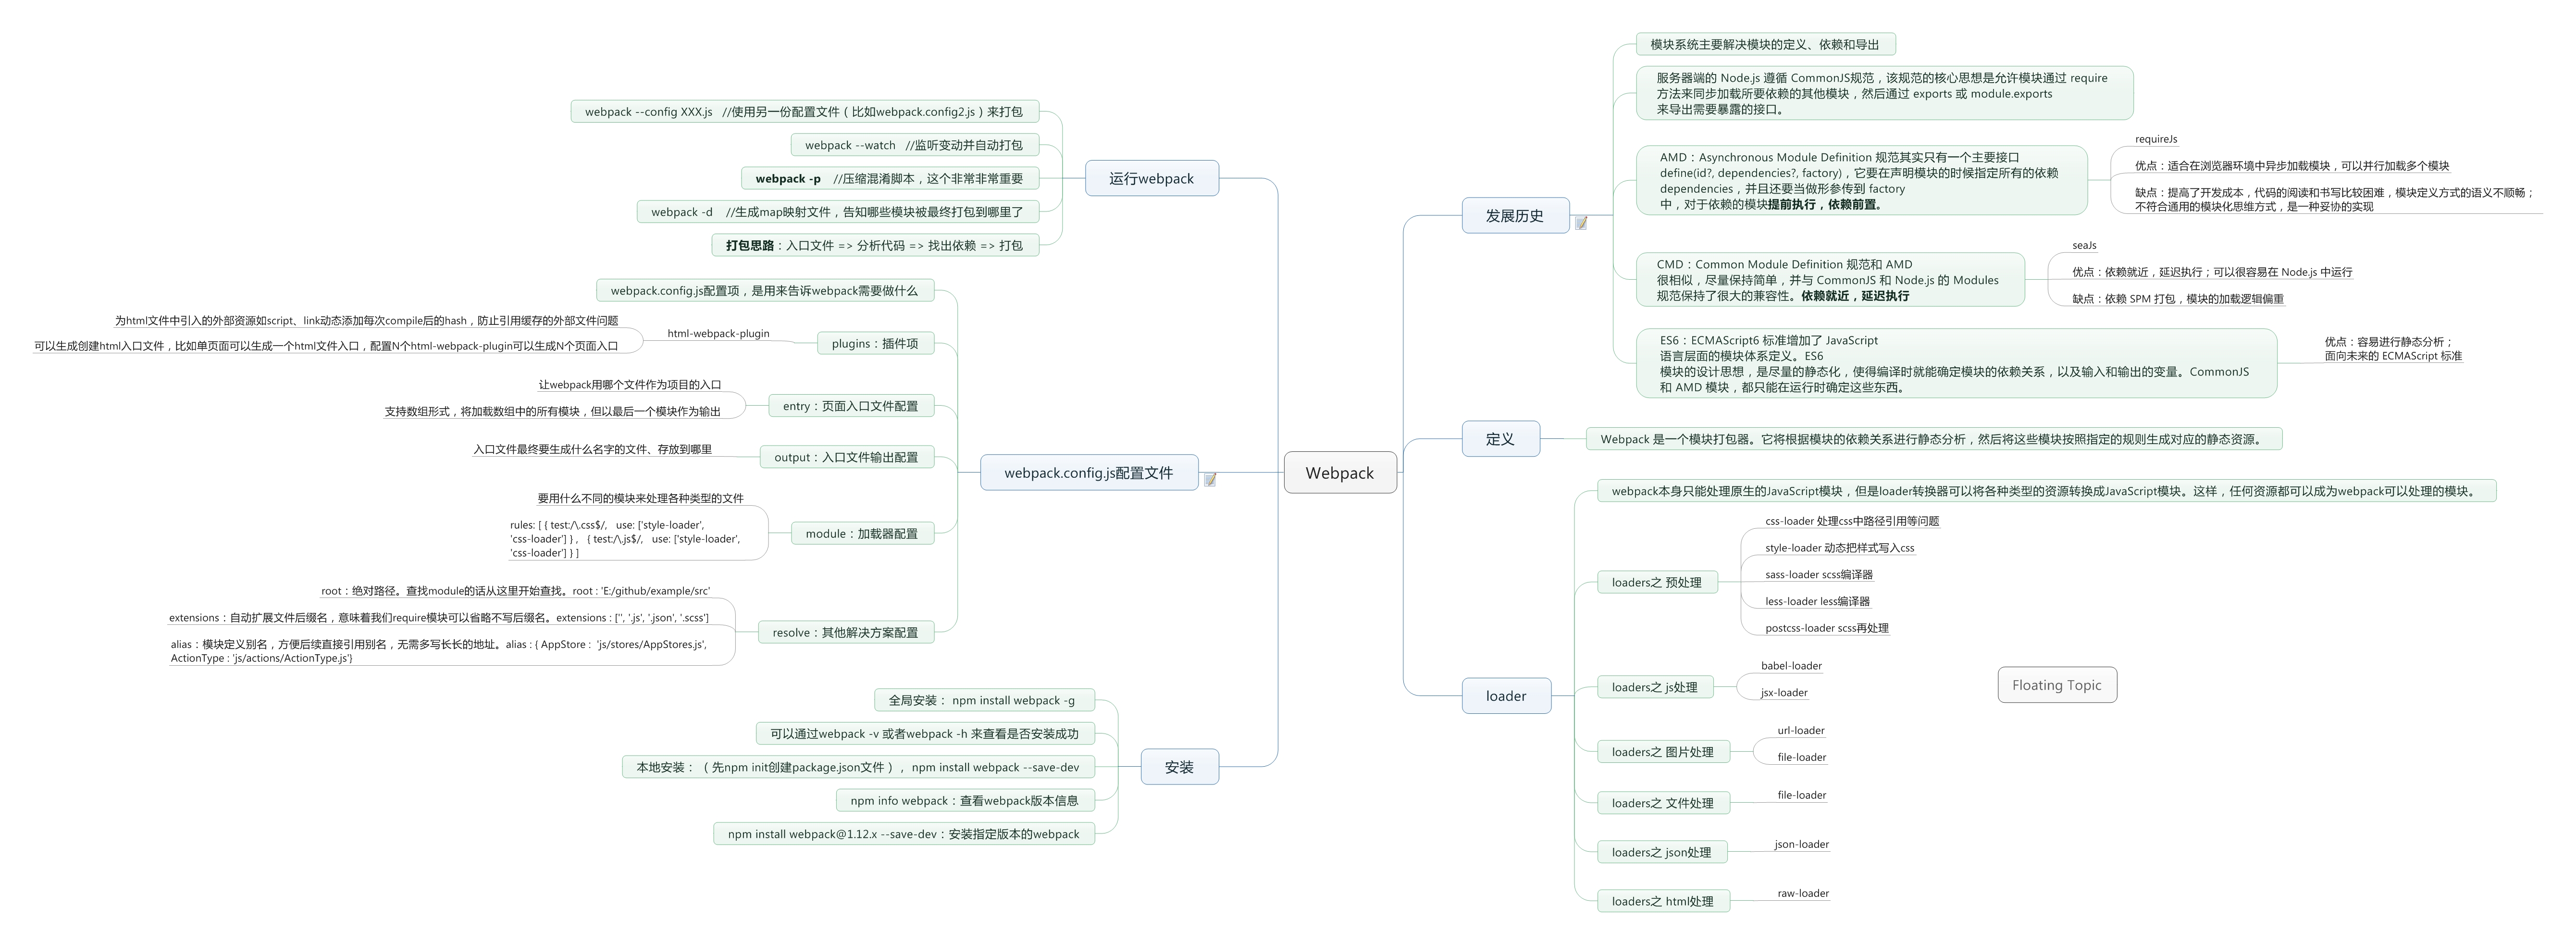 Webpack
发展历史
模块系统主要解决模块的定义、依赖和导出
服务器端的 Node.js 遵循 CommonJS规范，该规范的核心思想是允许模块通过 require
方法来同步加载所要依赖的其他模块，然后通过 exports 或 module.exports
来导出需要暴露的接口。
AMD：Asynchronous Module Definition 规范其实只有一个主要接口
define(id?, dependencies?, factory)，它要在声明模块的时候指定所有的依赖
dependencies，并且还要当做形参传到 factory
中，对于依赖的模块提前执行，依赖前置。
requireJs
优点：适合在浏览器环境中异步加载模块，可以并行加载多个模块
缺点：提高了开发成本，代码的阅读和书写比较困难，模块定义方式的语义不顺畅；
不符合通用的模块化思维方式，是一种妥协的实现
CMD：Common Module Definition 规范和 AMD
很相似，尽量保持简单，并与 CommonJS 和 Node.js 的 Modules
规范保持了很大的兼容性。依赖就近，延迟执行
seaJs
优点：依赖就近，延迟执行；可以很容易在 Node.js 中运行
缺点：依赖 SPM 打包，模块的加载逻辑偏重
ES6：ECMAScript6 标准增加了 JavaScript
语言层面的模块体系定义。ES6
模块的设计思想，是尽量的静态化，使得编译时就能确定模块的依赖关系，以及输入和输出的变量。CommonJS
和 AMD 模块，都只能在运行时确定这些东西。
优点：容易进行静态分析；
面向未来的 ECMAScript 标准
定义
Webpack 是一个模块打包器。它将根据模块的依赖关系进行静态分析，然后将这些模块按照指定的规则生成对应的静态资源。
loader
webpack本身只能处理原生的JavaScript模块，但是loader转换器可以将各种类型的资源转换成JavaScript模块。这样，任何资源都可以成为webpack可以处理的模块。
loaders之 预处理
css-loader 处理css中路径引用等问题
style-loader 动态把样式写入css
sass-loader scss编译器
less-loader less编译器
postcss-loader scss再处理
loaders之 js处理
babel-loader
jsx-loader
loaders之 图片处理
url-loader
file-loader
loaders之 文件处理
file-loader
loaders之 json处理
json-loader
loaders之 html处理
raw-loader
Floating Topic
运行webpack
webpack --config XXX.js   //使用另一份配置文件（比如webpack.config2.js）来打包
webpack --watch   //监听变动并自动打包
webpack -p    //压缩混淆脚本，这个非常非常重要
webpack -d    //生成map映射文件，告知哪些模块被最终打包到哪里了
打包思路：入口文件 => 分析代码 => 找出依赖 => 打包
webpack.config.js配置文件
webpack.config.js配置项，是用来告诉webpack需要做什么
plugins：插件项
html-webpack-plugin
为html文件中引入的外部资源如script、link动态添加每次compile后的hash，防止引用缓存的外部文件问题
可以生成创建html入口文件，比如单页面可以生成一个html文件入口，配置N个html-webpack-plugin可以生成N个页面入口
entry：页面入口文件配置
让webpack用哪个文件作为项目的入口
支持数组形式，将加载数组中的所有模块，但以最后一个模块作为输出
output：入口文件输出配置
入口文件最终要生成什么名字的文件、存放到哪里
module：加载器配置
要用什么不同的模块来处理各种类型的文件
rules: [ { test:/\.css$/,   use: ['style-loader',
'css-loader'] } ,   { test:/\.js$/,   use: ['style-loader',
'css-loader'] } ]
resolve：其他解决方案配置
root：绝对路径。查找module的话从这里开始查找。root : 'E:/github/example/src'
extensions：自动扩展文件后缀名，意味着我们require模块可以省略不写后缀名。extensions : ['', '.js', '.json', '.scss']
alias：模块定义别名，方便后续直接引用别名，无需多写长长的地址。alias : { AppStore :  'js/stores/AppStores.js',
ActionType : 'js/actions/ActionType.js'}
安装
全局安装： npm install webpack -g
可以通过webpack -v 或者webpack -h 来查看是否安装成功
本地安装：（先npm init创建package.json文件）， npm install webpack --save-dev
npm info webpack：查看webpack版本信息
npm install webpack@1.12.x --save-dev：安装指定版本的webpack